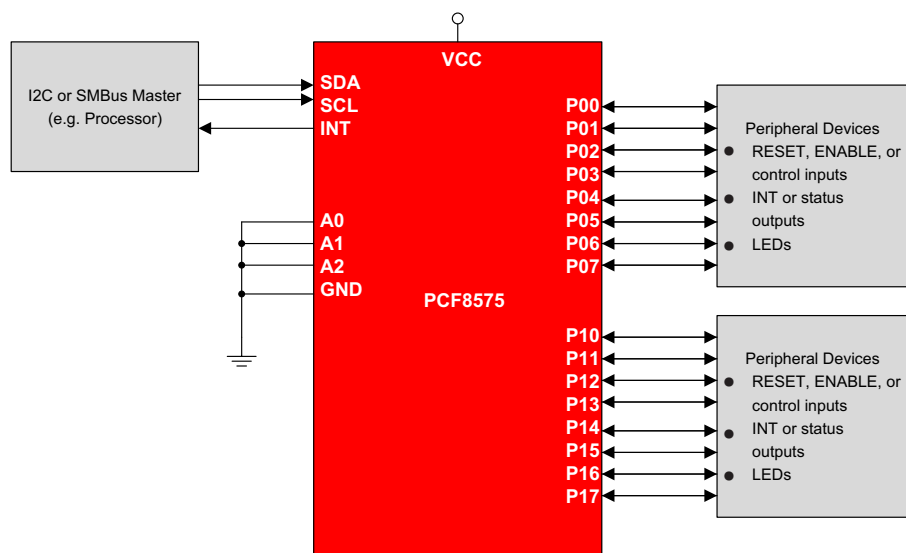 VCC
I2C or SMBus Master
(e.g. Processor)
SDA
SCL
INT
A0
A1
A2
GND
PCF8575
P00
P01
P02
P03
P04
P05
P06
P07
Peripheral Devices
● RESET, ENABLE, or
control inputs
● INT or status
outputs
● LEDs
P10
P11
P12
P13
P14
P15
P16
P17
Peripheral Devices
● RESET, ENABLE, or
control inputs
● INT or status
outputs
● LEDs